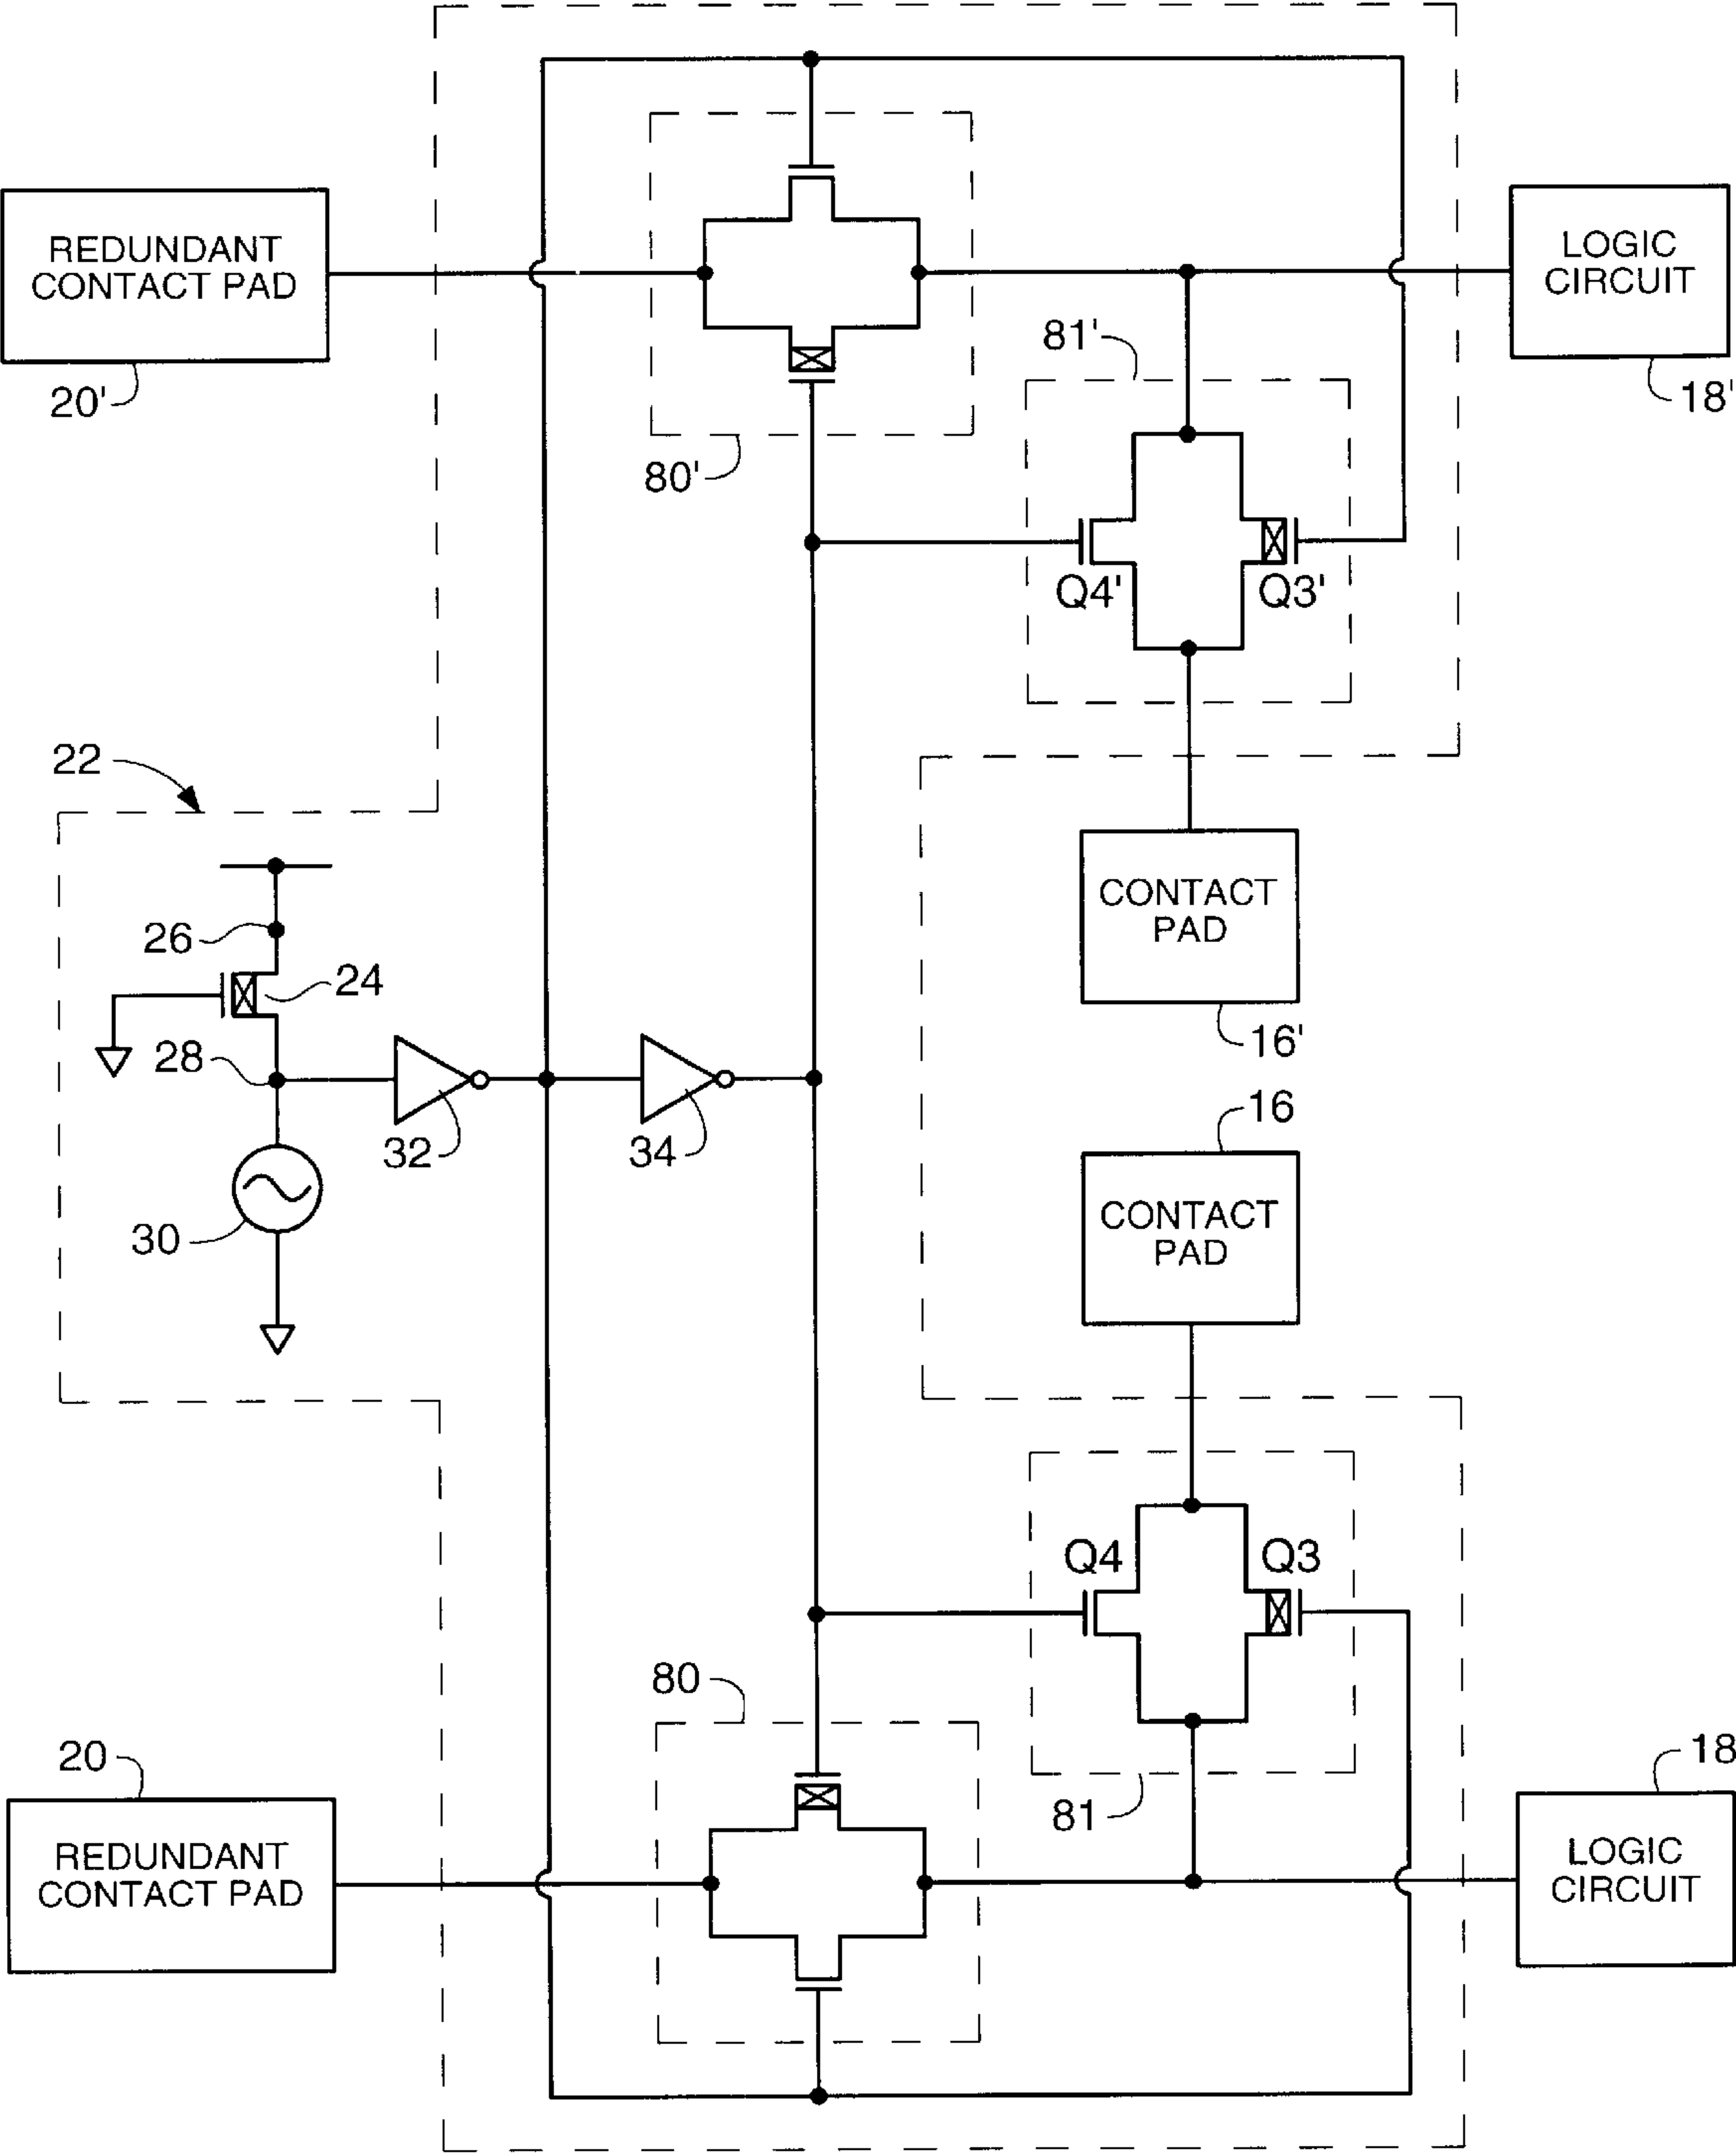 REDUNDANT
CONTACT PAD
20'
LOGIC
CIRCUIT
18'
80'
81'
Q4'
Q3'
22
CONTACT
PAD
16'
26
24
28
32
34
30
16
CONTACT
PAD
Q4
Q3
81
80
20
REDUNDANT
CONTACT PAD
18
LOGIC
CIRCUIT